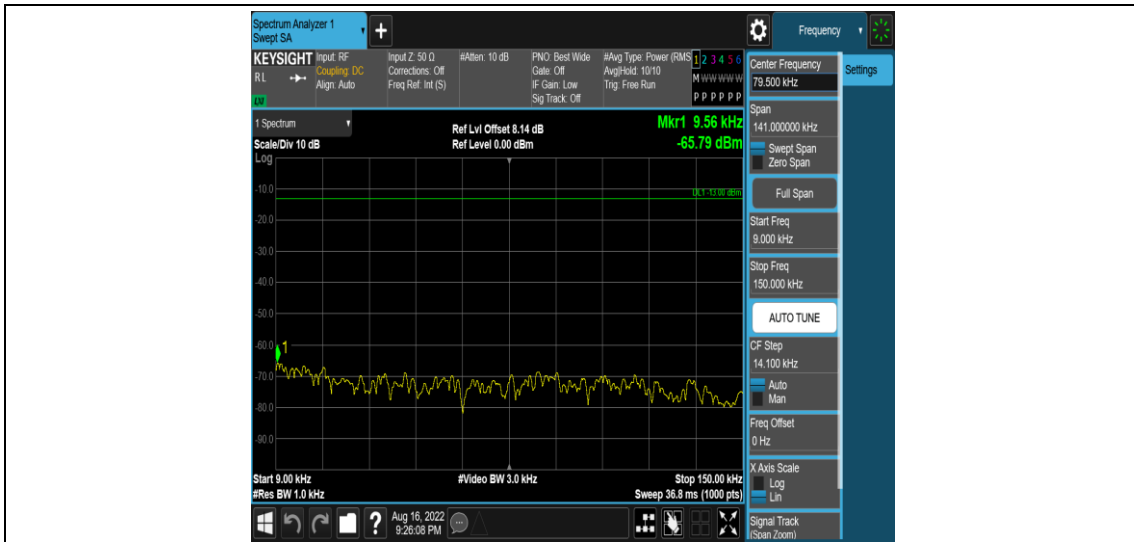 Spectrum Analyzer 1
Swept SA
Frequency
KEYSIGHT
RL
LXI
Input: RF
Coupling: DC
Align: Auto
Input Z: 50 Ω
Corrections: Off
Freq Ref: Int (S)
#Atten: 10 dB
PNO: Best Wide
Gate: Off
IF Gain: Low
Sig Track: Off
#Avg Type: Power (RMS
Avg|Hold: 10/10
Trig: Free Run
1 2 3 4 5 6
M W W W W W
P P P P P P
1 Spectrum
Scale/Div 10 dB
Log
Ref Lvl Offset 8.14 dB
Ref Level 0.00 dBm
Mkr1 9.56 kHz
-65.79 dBm
DL1 -13.00 dBm
-10.0
-20.0
-30.0
-40.0
-50.0
-60.0
1
-70.0
-80.0
-90.0
Start 9.00 kHz
#Res BW 1.0 kHz
#Video BW 3.0 kHz
Stop 150.00 kHz
Sweep 36.8 ms (1000 pts)
Aug 16, 2022
9:26:08 PM
Center Frequency
79.500 kHz
Settings
Span
141.000000 kHz
Swept Span
Zero Span
Full Span
Start Freq
9.000 kHz
Stop Freq
150.000 kHz
AUTO TUNE
CF Step
14.100 kHz
Auto
Man
Freq Offset
0 Hz
X Axis Scale
Log
Lin
Signal Track
(Span Zoom)